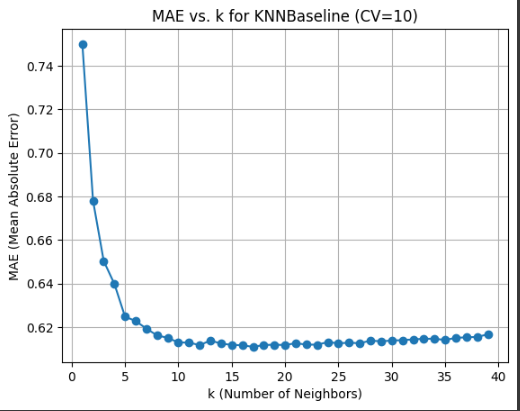 MAE vs. k for KNNBaseline (CV=10)
MAE (Mean Absolute Error)
0.74
0.72
0.70
0.68
0.66
0.64
0.62
0 5 10 15 20 25 30 35 40
k (Number of Neighbors)